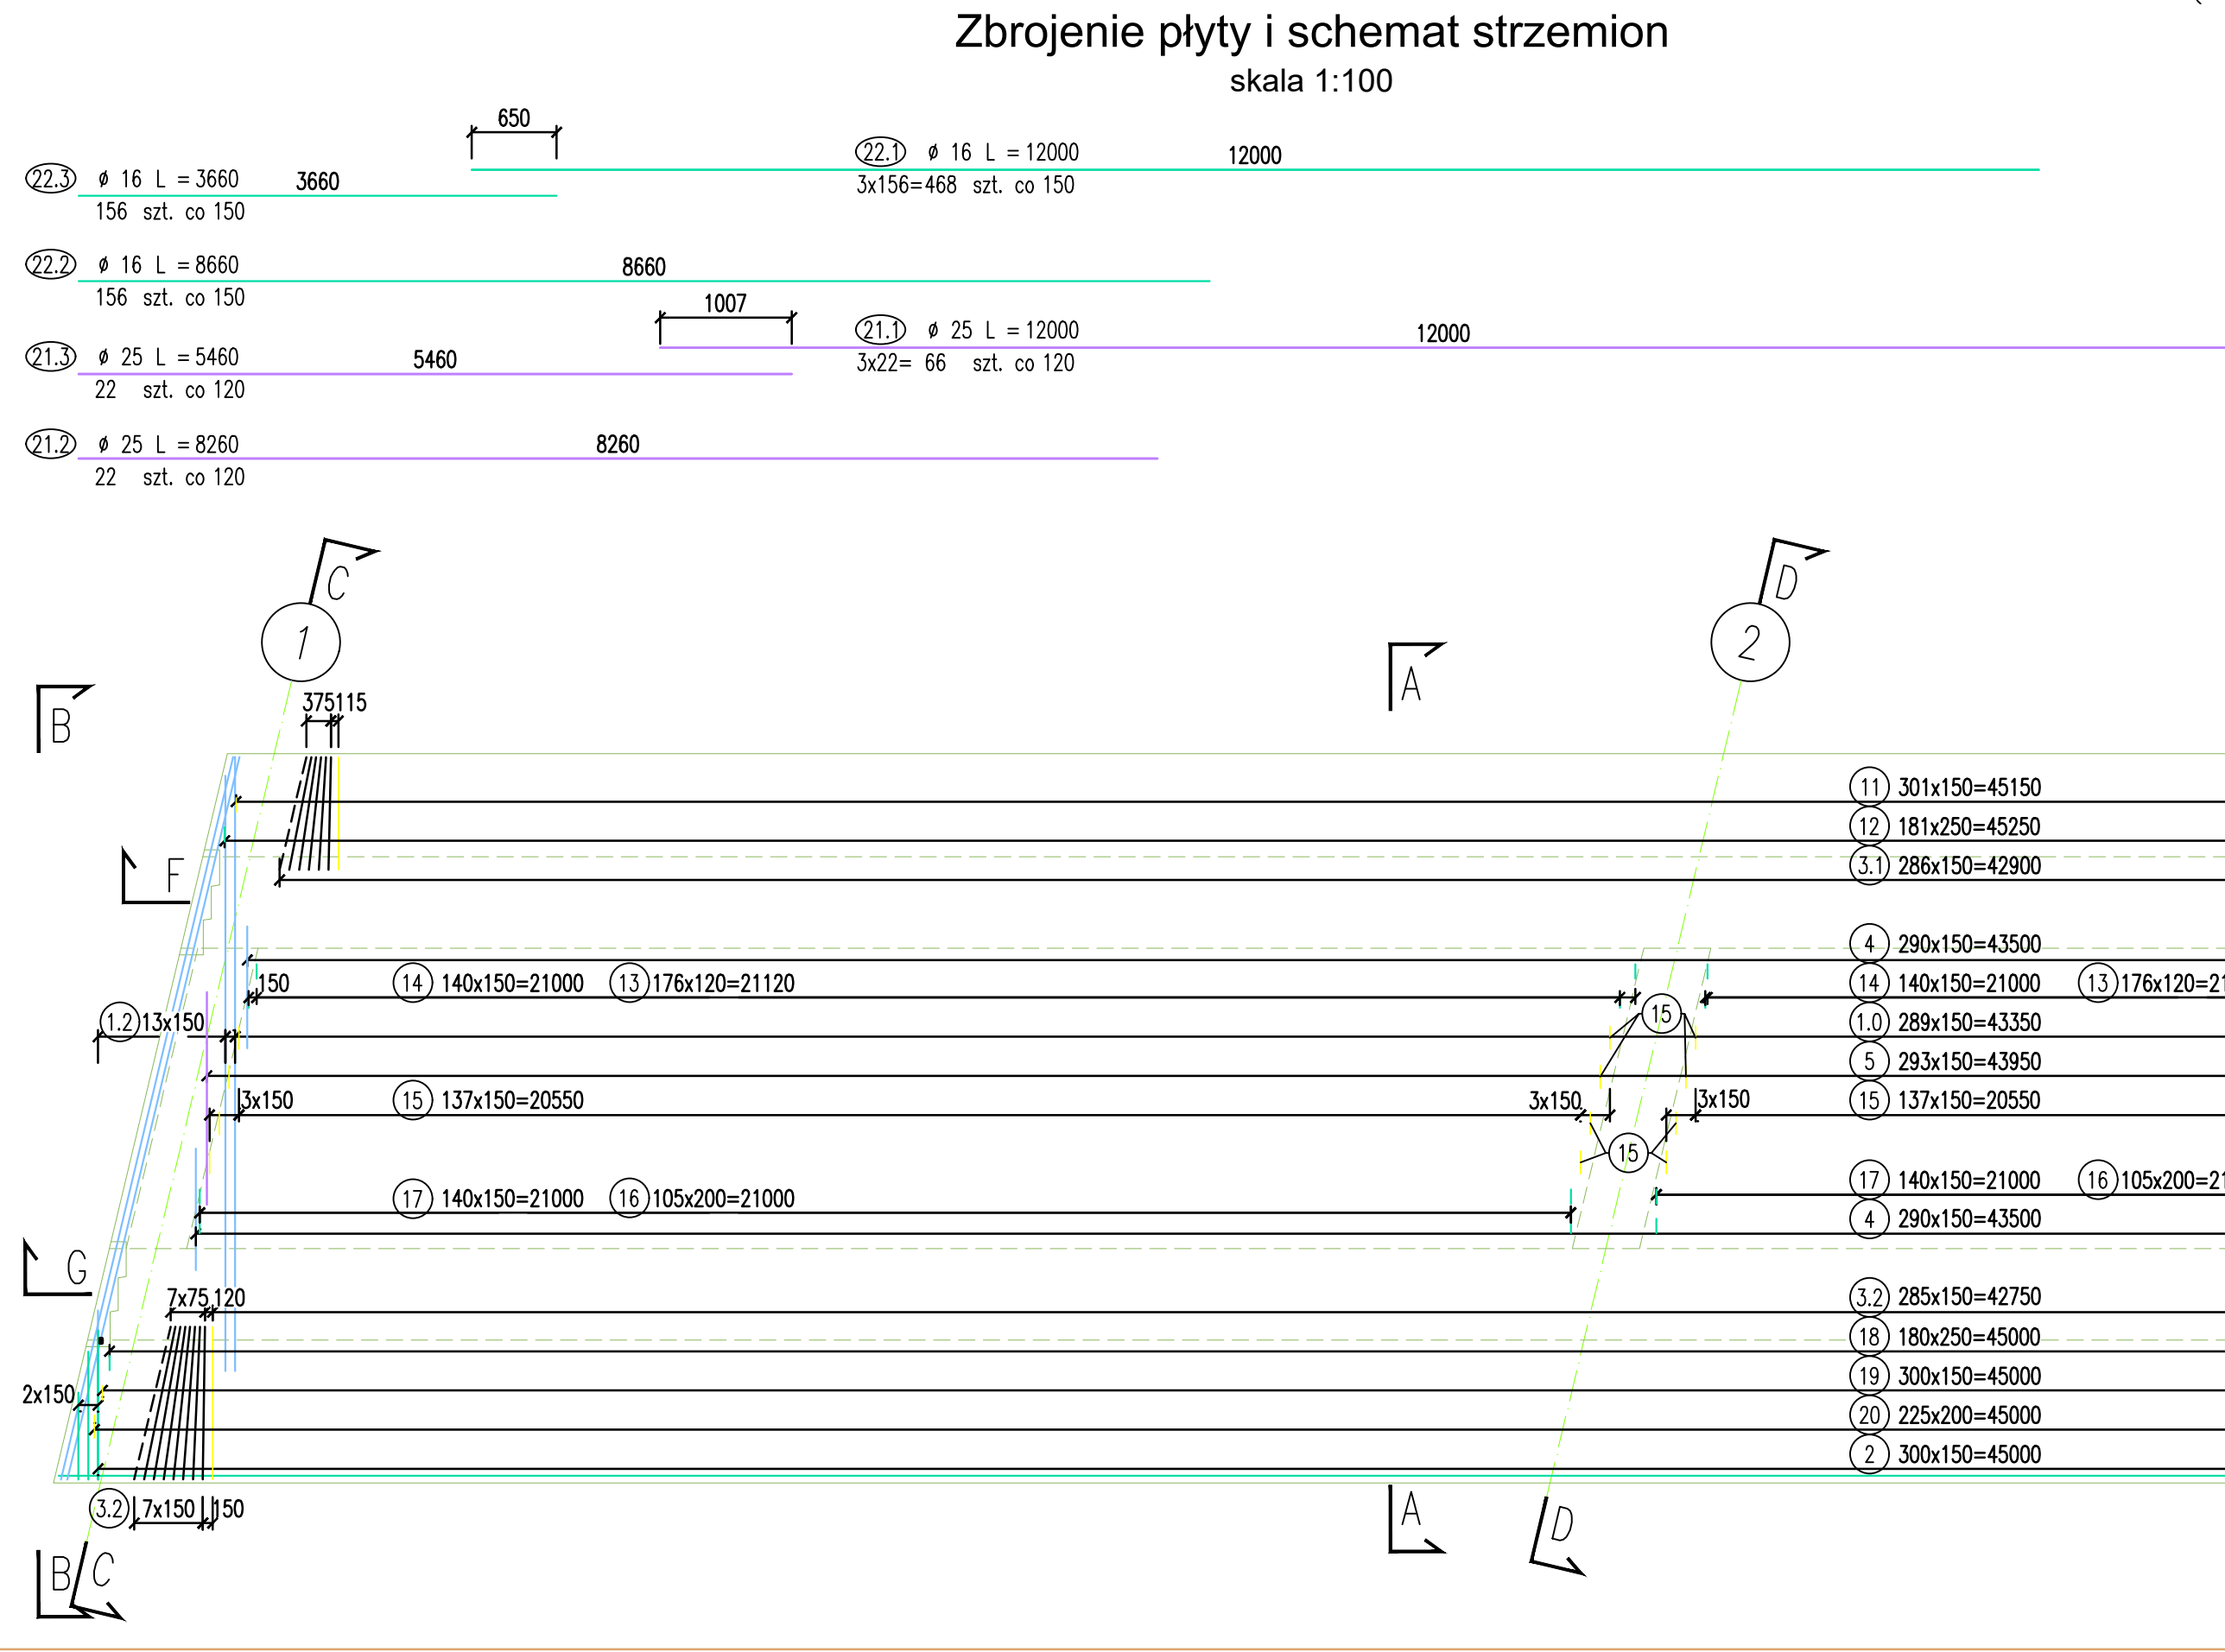 Zbrojenie płyty i schemat strzemion
skala 1:100
650
22.1 ø 16 L = 12000 12000
3x156=468 szt. co 150
22.3 ø 16 L = 3660 3660
156 szt. co 150
22.2 ø 16 L = 8660 8660
156 szt. co 150
1007
21.1 ø 25 L = 12000 12000
3x22= 66 szt. co 120
21.3 ø 25 L = 5460 5460
22 szt. co 120
21.2 ø 25 L = 8260 8260
22 szt. co 120
C D
1 2
B 375 115 A
11 301x150=45150
12 181x250=45250
F 3.1 286x150=42900
4 290x150=43500
150 14 140x150=21000 13 176x120=21120 14 140x150=21000 13 176x120=21
15
1.2 13x150 1.0 289x150=43350
5 293x150=43950
3x150 15 137x150=20550 3x150 3x150 15 137x150=20550
15
17 140x150=21000 16 105x200=21000 17 140x150=21000 16 105x200=21
4 290x150=43500
G
7x75 120 3.2 285x150=42750
18 180x250=45000
2x150 19 300x150=45000
20 225x200=45000
2 300x150=45000
3.2 7x150 150 A D
B C